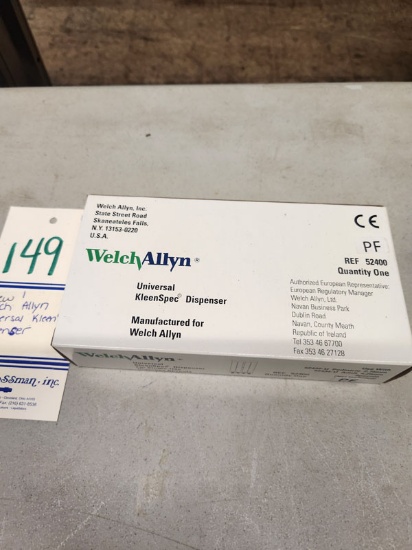 149
Allyn
Welch Allyn, Inc.
State Street Road
Skaneateles Falls,
N.Y. 13153-0220
U.S.A.
WelchAllyn®
Universal
KleenSpec® Dispenser
Manufactured for
Welch Allyn
CE
PF
REF 52400
Quantity One
Authorized European Representative:
European Regulatory Manager
Welch Allyn, Ltd.
Navan Business Park
Dublin Road
Navan, County Meath
Republic of Ireland
Tel 353 46 67700
Fax 353 46 27128
WelchAllyn
PF